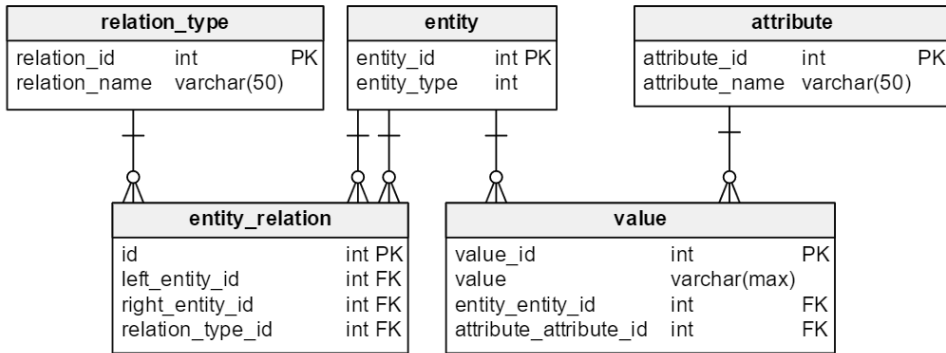 relation_type
relation_id int PK
relation_name varchar(50)
entity
entity_id int PK
entity_type int
attribute
attribute_id int PK
attribute_name varchar(50)
entity_relation
id int PK
left_entity_id int FK
right_entity_id int FK
relation_type_id int FK
value
value_id int PK
value varchar(max)
entity_entity_id int FK
attribute_attribute_id int FK